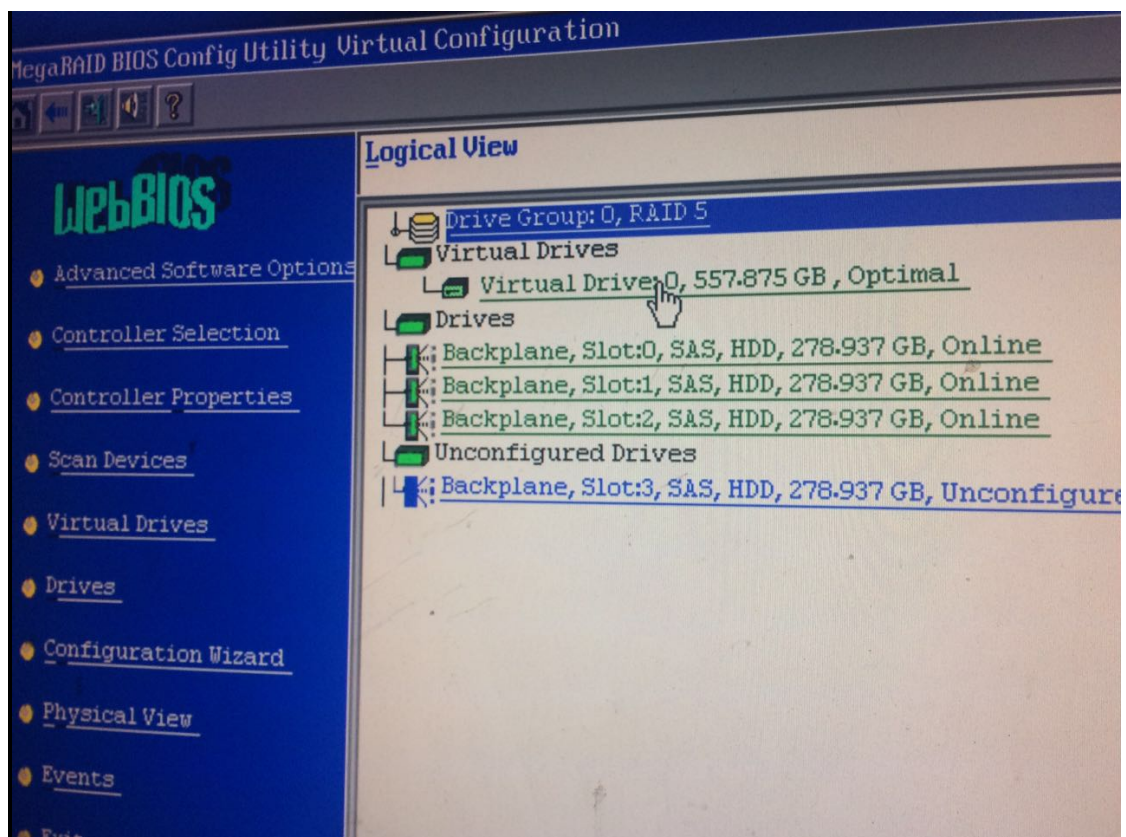 MegaRAID BIOS Config Utility Virtual Configuration
?
WebBIOS
Advanced Software Options
Controller Selection
Controller Properties
Scan Devices
Virtual Drives
Drives
Configuration Wizard
Physical View
Events
Exit
Logical View
Drive Group: 0, RAID 5
Virtual Drives
Virtual Drive: 0, 557.875 GB , Optimal
Drives
Backplane, Slot:0, SAS, HDD, 278.937 GB, Online
Backplane, Slot:1, SAS, HDD, 278.937 GB, Online
Backplane, Slot:2, SAS, HDD, 278.937 GB, Online
Unconfigured Drives
Backplane, Slot:3, SAS, HDD, 278.937 GB, Unconfigure